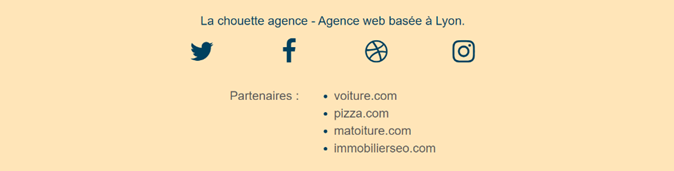 La chouette agence - Agence web basée à Lyon.
Partenaires :
voiture.com
pizza.com
matoiture.com
immobilierseo.com